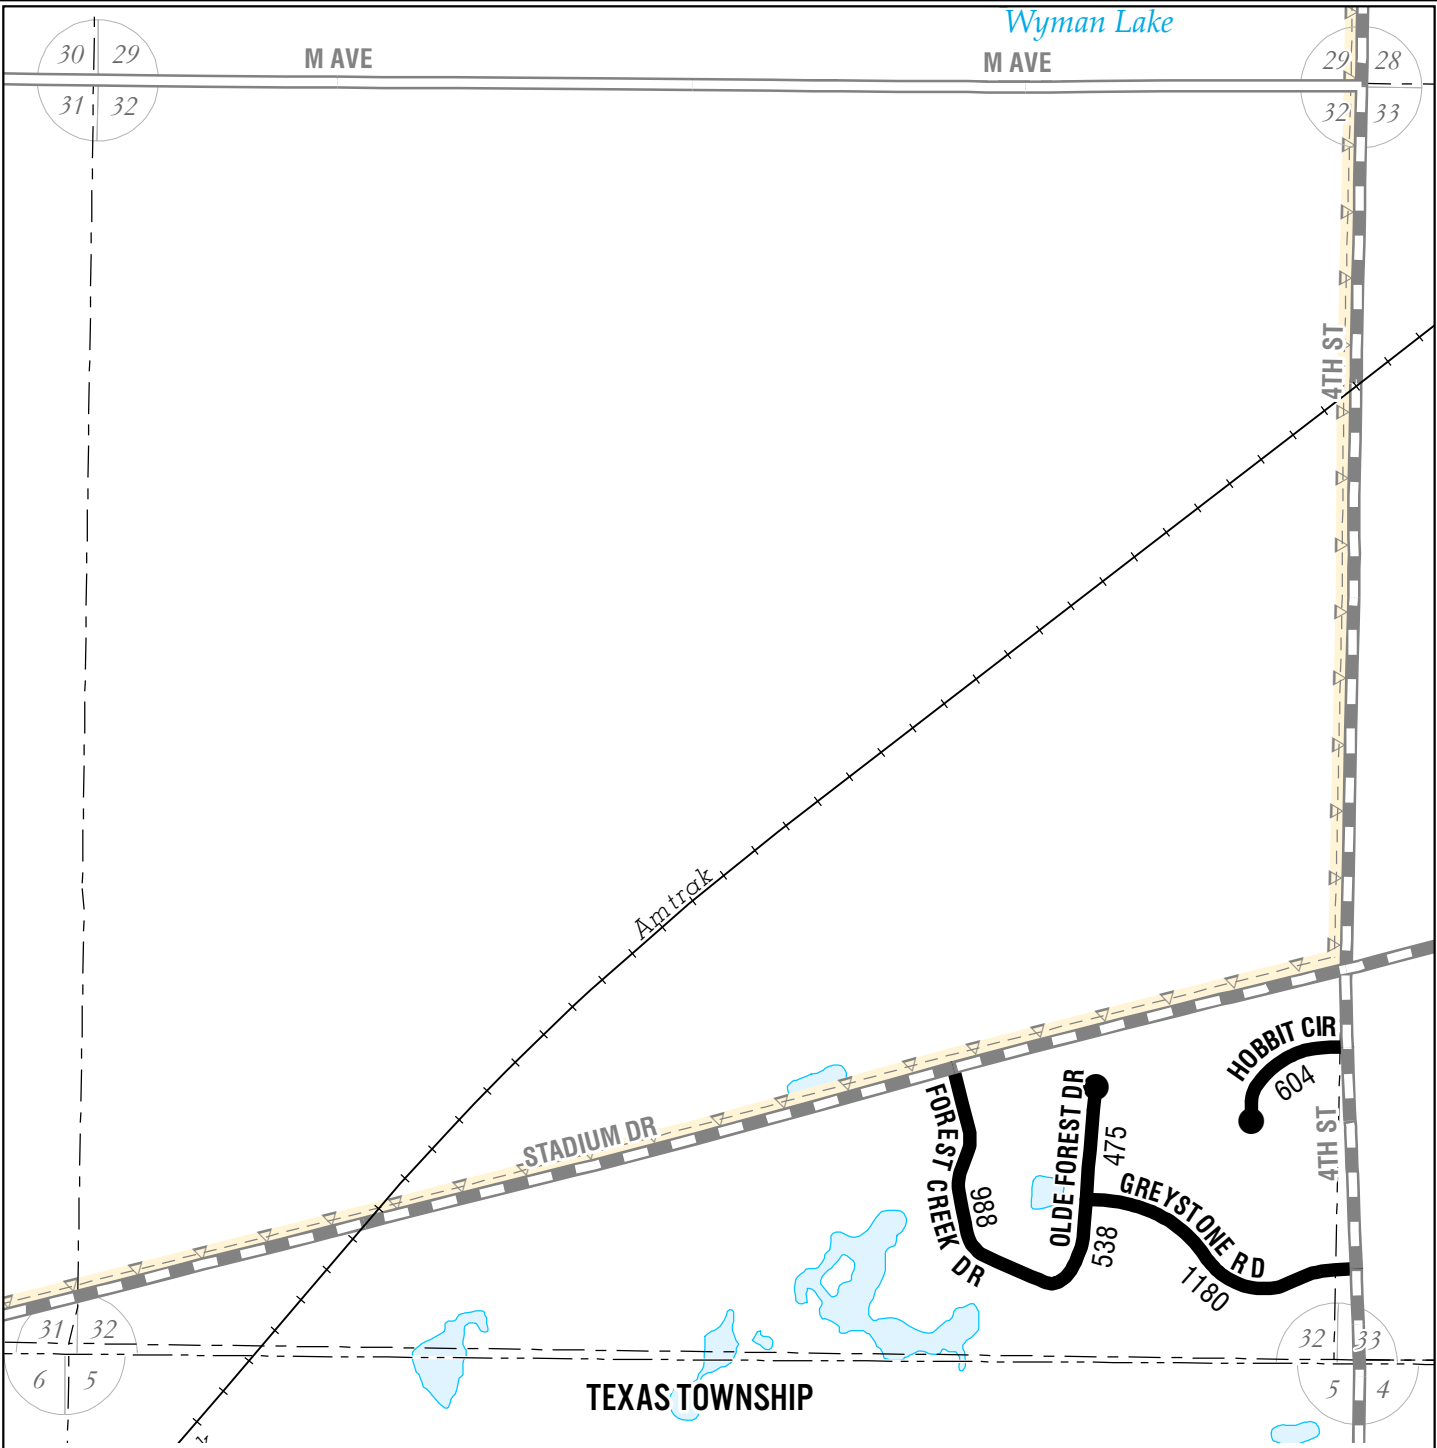 Wyman Lake
30 29
M AVE
M AVE
29 28
31 32
32 33
4TH ST
Amtrak
HOBBIT CIR
604
STADIUM DR
FOREST CREEK DR
988
OLDE FOREST DR
475
538
GREYSTONE RD
1180
4TH ST
31 32
32 33
6 5
5 4
TEXAS TOWNSHIP